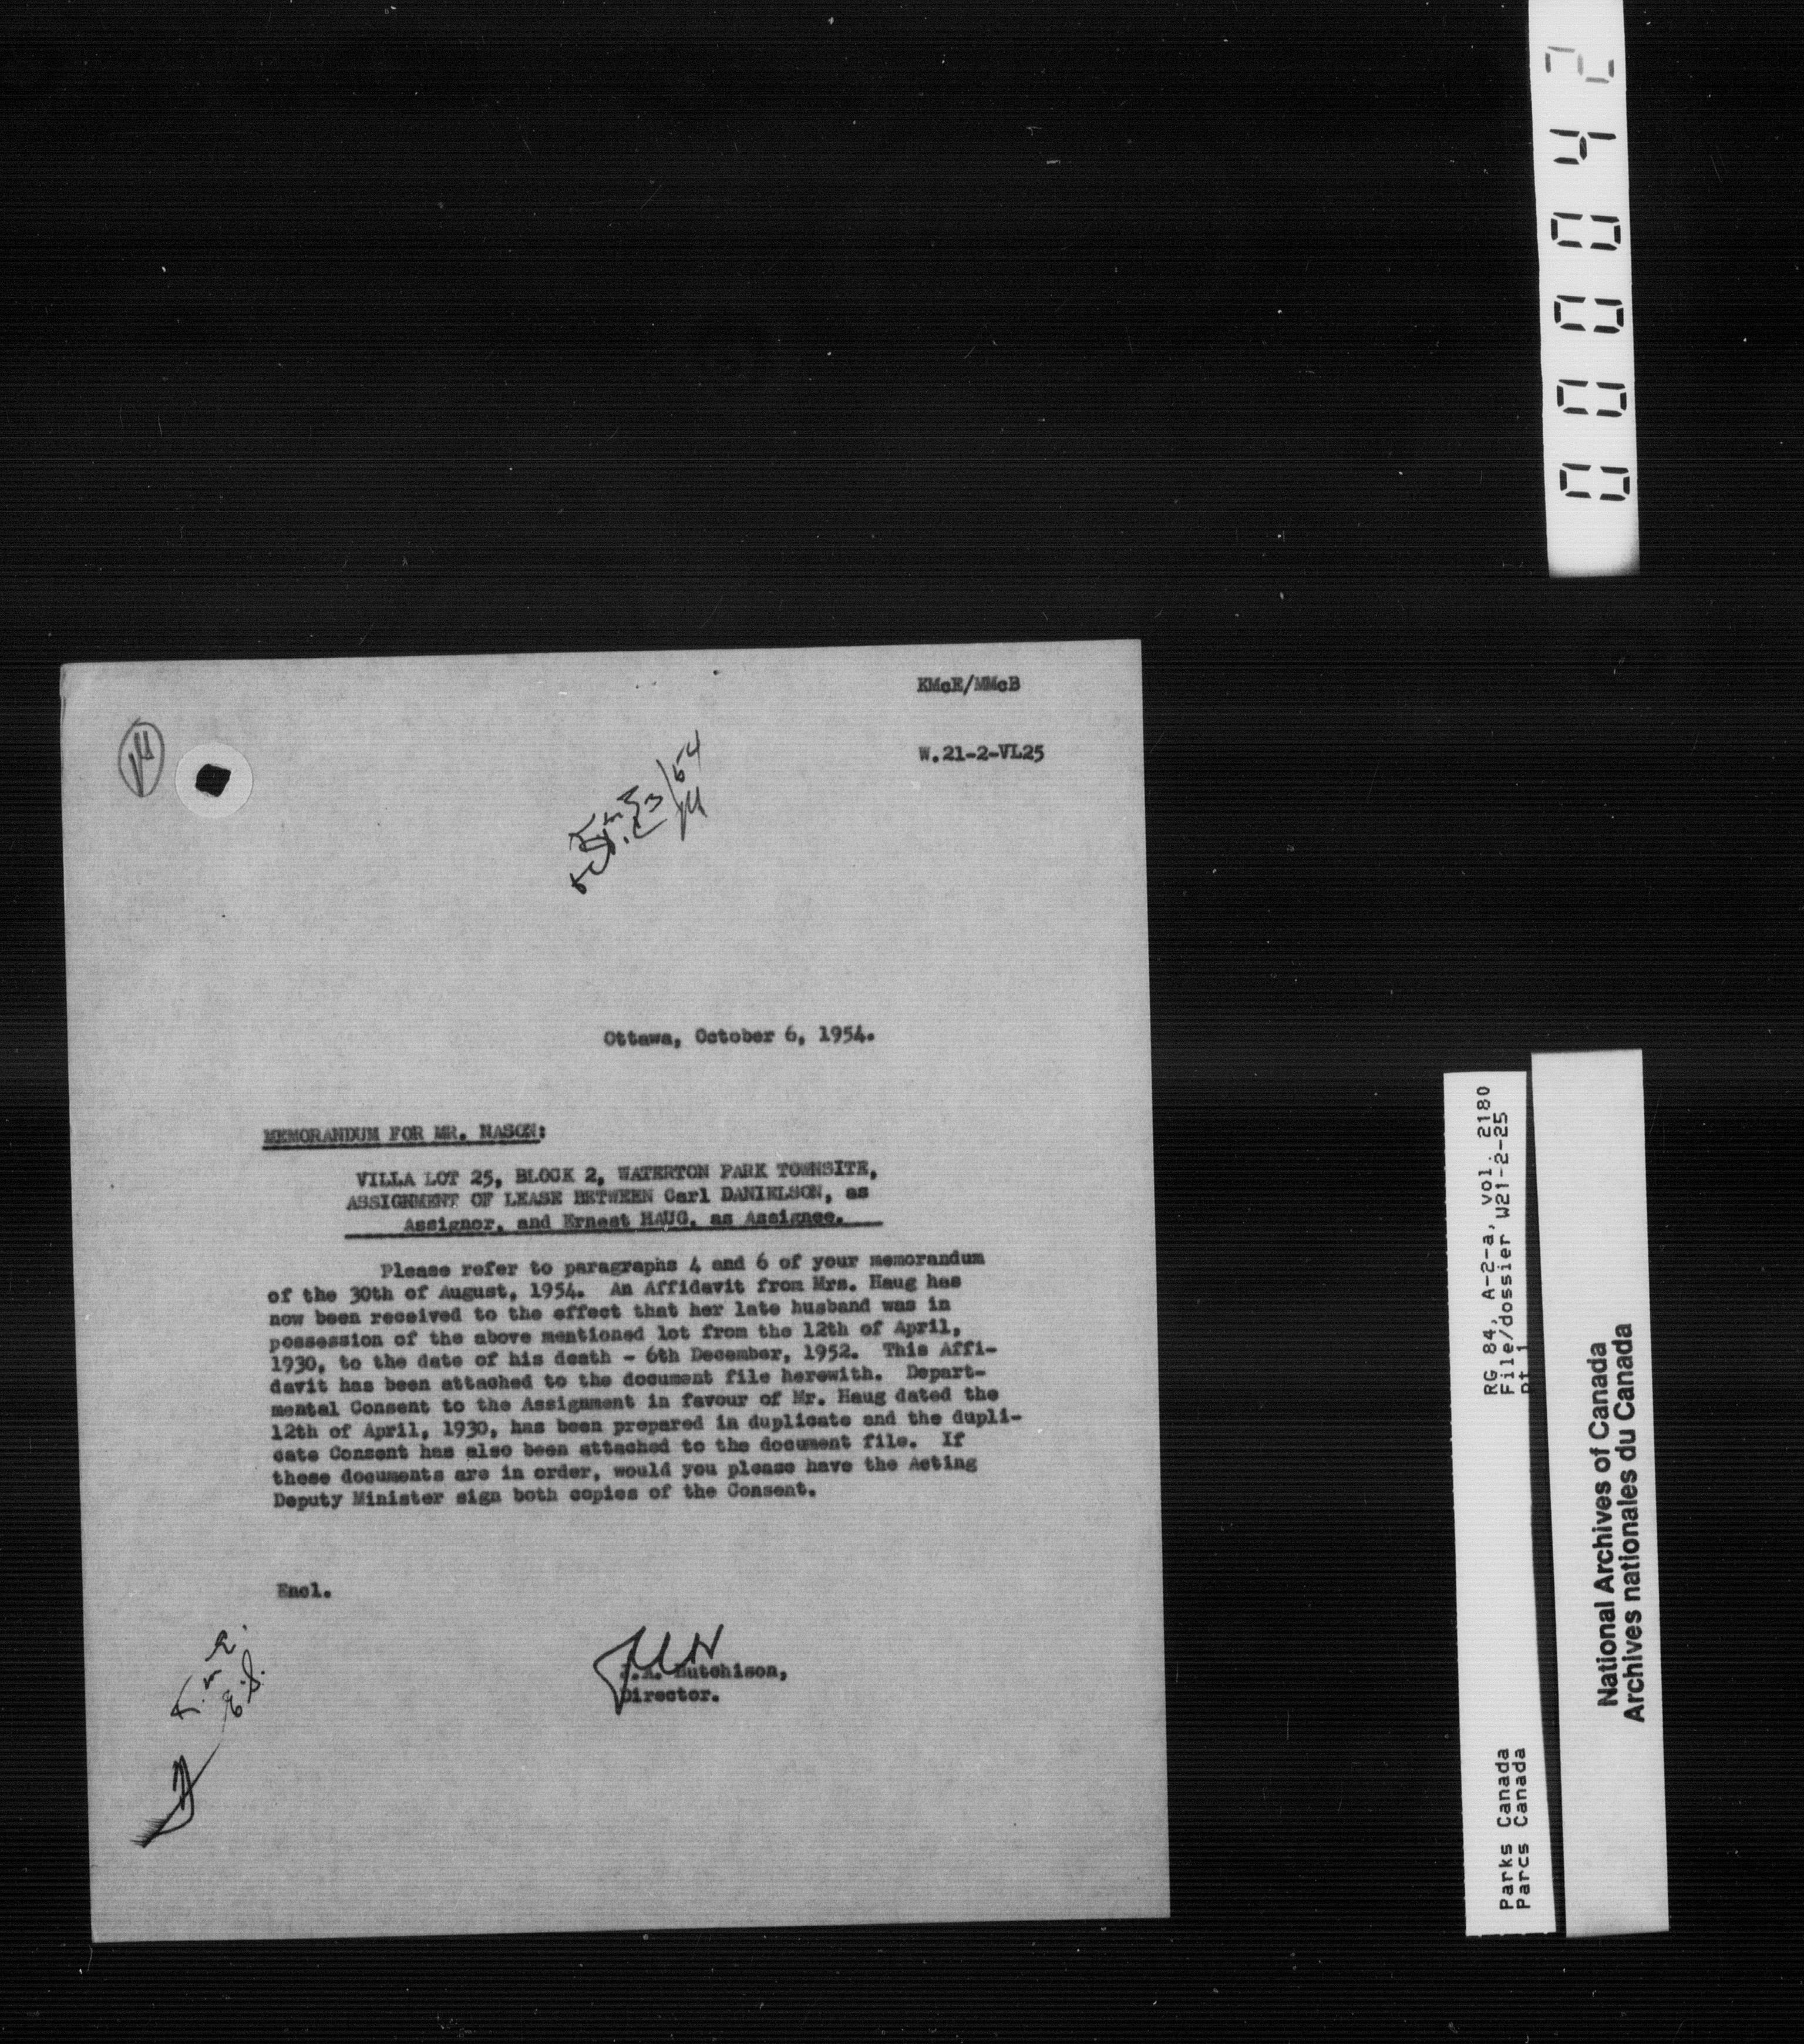 000042
KMcE/MMcB
W.21-2-VL25
Ottawa, October 6, 1954.
MEMORANDUM FOR MR. NASON:
VILLA LOT 25, BLOCK 2, WATERTON PARK TOWNSITE,
ASSIGNMENT OF LEASE BETWEEN Carl DANIELSON, as
Assignor, and Ernest HAUG, as Assignee.
Please refer to paragraphs 4 and 6 of your memorandum
of the 30th of August, 1954. An Affidavit from Mrs. Haug has
now been received to the effect that her late husband was in
possession of the above mentioned lot from the 12th of April,
1930, to the date of his death - 6th December, 1952. This Affi-
davit has been attached to the document file herewith. Depart-
mental Consent to the Assignment in favour of Mr. Haug dated the
12th of April, 1930, has been prepared in duplicate and the dupli-
cate Consent has also been attached to the document file. If
these documents are in order, would you please have the Acting
Deputy Minister sign both copies of the Consent.
Encl.
J.A. Hutchison,
Director.
Parks Canada
Parcs Canada
RG 84, A-2-a, vol. 2180
File/dossier W21-2-25
pt 1
National Archives of Canada
Archives nationales du Canada